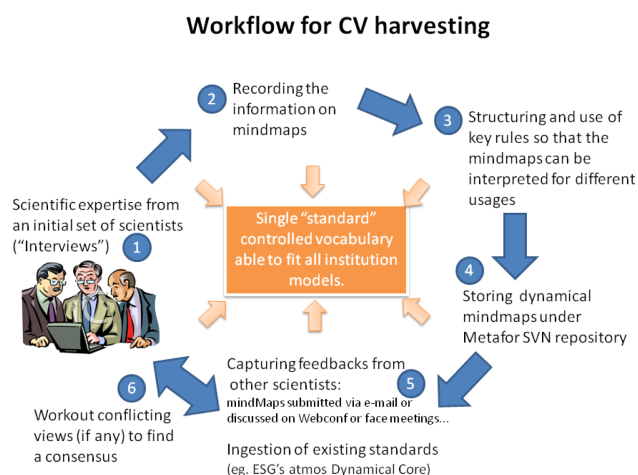 Workflow for CV harvesting
1
Scientific expertise from
an initial set of scientists
("Interviews")
2
Recording the
information on
mindmaps
3
Structuring and use of
key rules so that the
mindmaps can be
interpreted for different
usages
Single "standard"
controlled vocabulary
able to fit all institution
models.
4
Storing dynamical
mindmaps under
Metafor SVN repository
5
Capturing feedbacks from
other scientists:
mindMaps submitted via e-mail or
discussed on Webconf or face meetings...
Ingestion of existing standards
(eg. ESG's atmos Dynamical Core)
6
Workout conflicting
views (if any) to find
a consensus